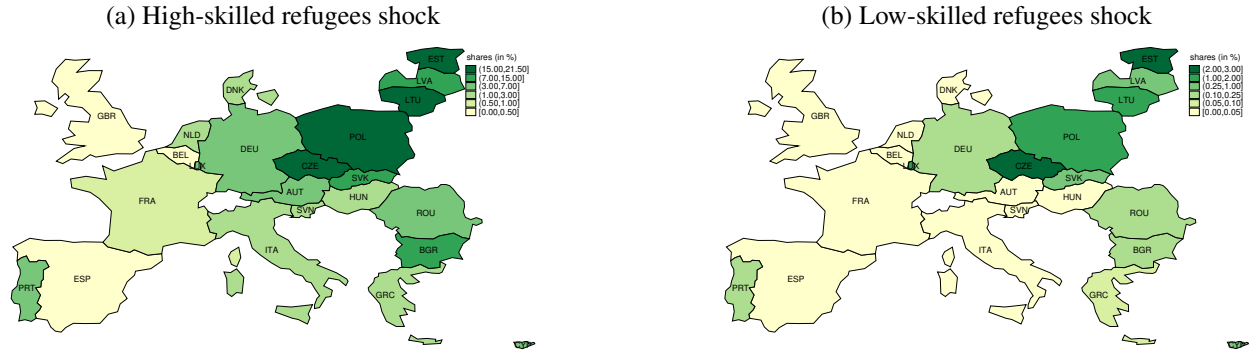 (a) High-skilled refugees shock
shares (in %)
(15.00,21.50]
(7.00,15.00]
(3.00,7.00]
(1.00,3.00]
(0.50,1.00]
[0.00,0.50]
EST
LVA
LTU
DNK
GBR
NLD
BEL
LUX
DEU
POL
CZE
SVK
AUT
HUN
SVN
FRA
ROU
ITA
BGR
ESP
PRT
GRC
(b) Low-skilled refugees shock
shares (in %)
(2.00,3.00]
(1.00,2.00]
(0.25,1.00]
(0.10,0.25]
(0.05,0.10]
[0.00,0.05]
EST
LVA
LTU
DNK
GBR
NLD
BEL
LUX
DEU
POL
CZE
SVK
AUT
HUN
SVN
FRA
ROU
ITA
BGR
ESP
PRT
GRC